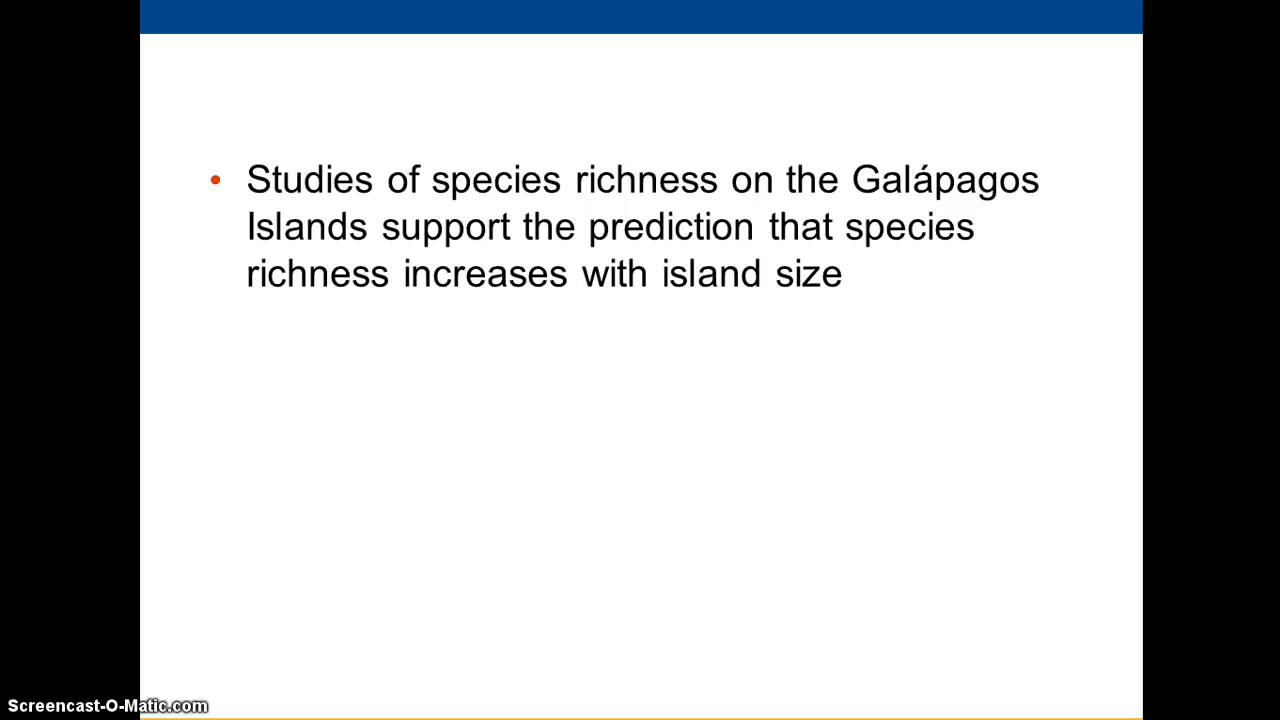 • Studies of species richness on the Galápagos
Islands support the prediction that species
richness increases with island size
Screencast-O-Matic.com